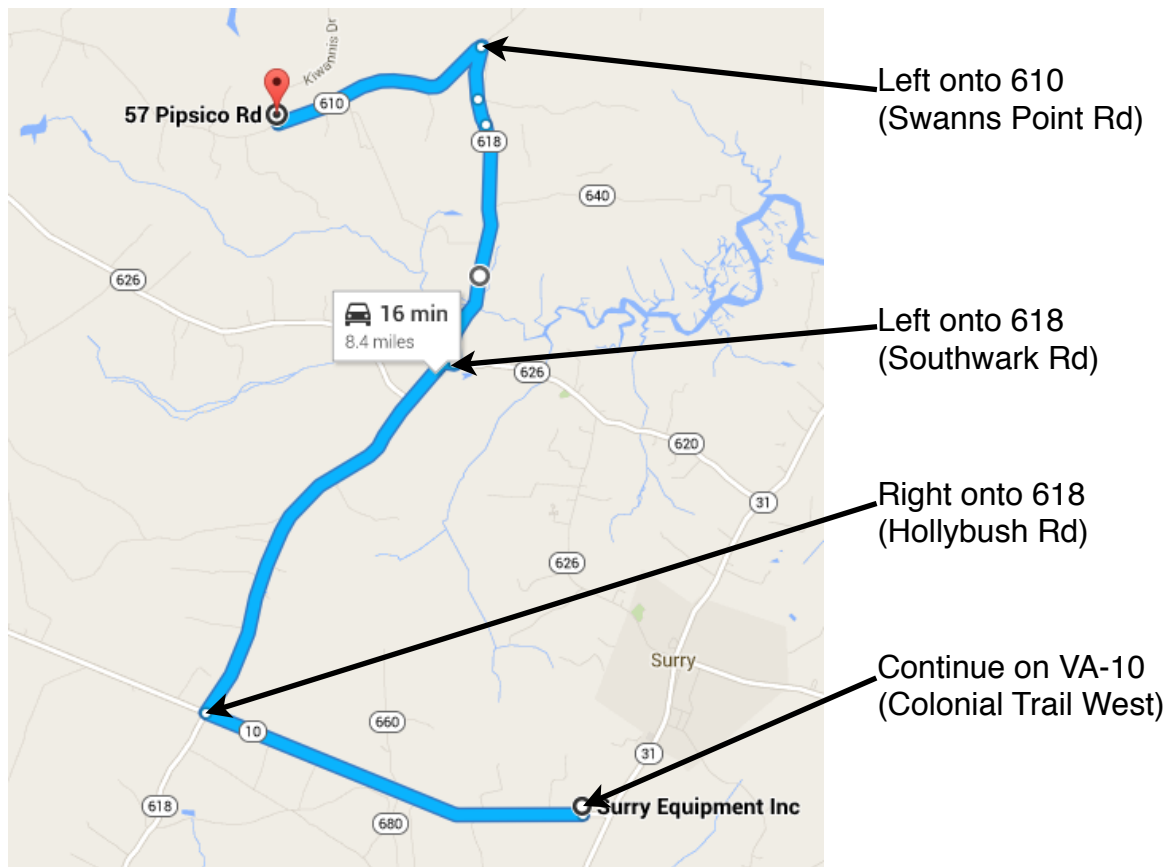 Kiwannis Dr
57 Pipsico Rd
610
618
640
626
16 min
8.4 miles
626
620
31
626
Surry
660
10
31
618
680
Surry Equipment Inc
Left onto 610
(Swanns Point Rd)
Left onto 618
(Southwark Rd)
Right onto 618
(Hollybush Rd)
Continue on VA-10
(Colonial Trail West)